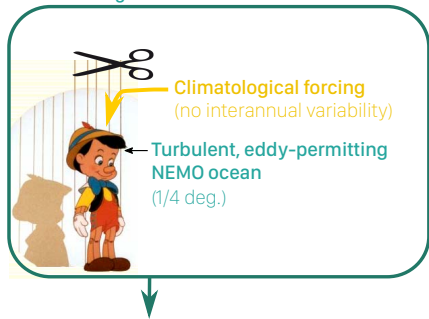 Climatological forcing
(no interannual variability)
Turbulent, eddy-permitting
NEMO ocean
(1/4 deg.)